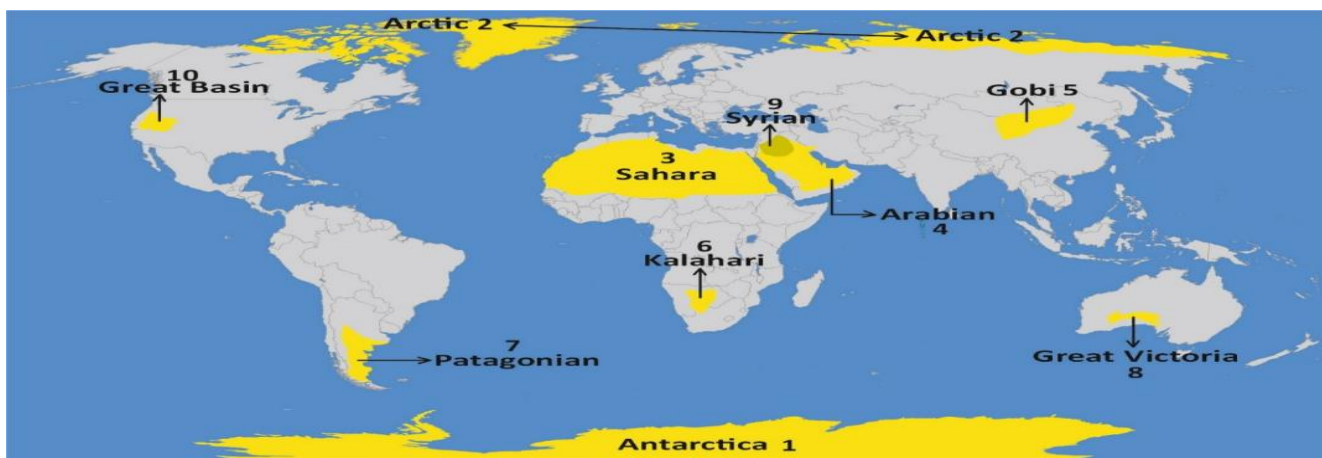 Arctic 2
Arctic 2
10
Great Basin
Gobi 5
9
Syrian
3
Sahara
Arabian
4
6
Kalahari
7
Patagonian
Great Victoria
8
Antarctica 1